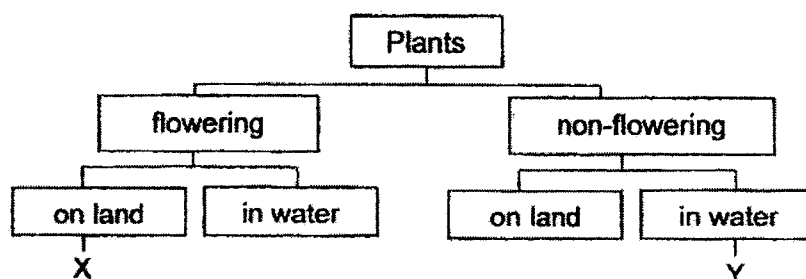 Plants
flowering
non-flowering
on land
in water
on land
in water
X
Y